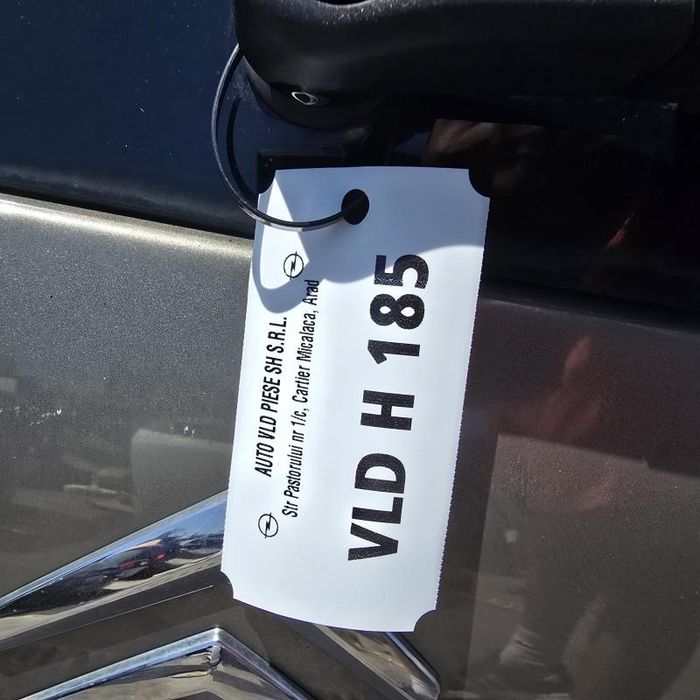 AUTO VLD PIESE SH S.R.L.
Str Pastorului nr 1/c, Cartier Micalaca, Arad
VLD H 185